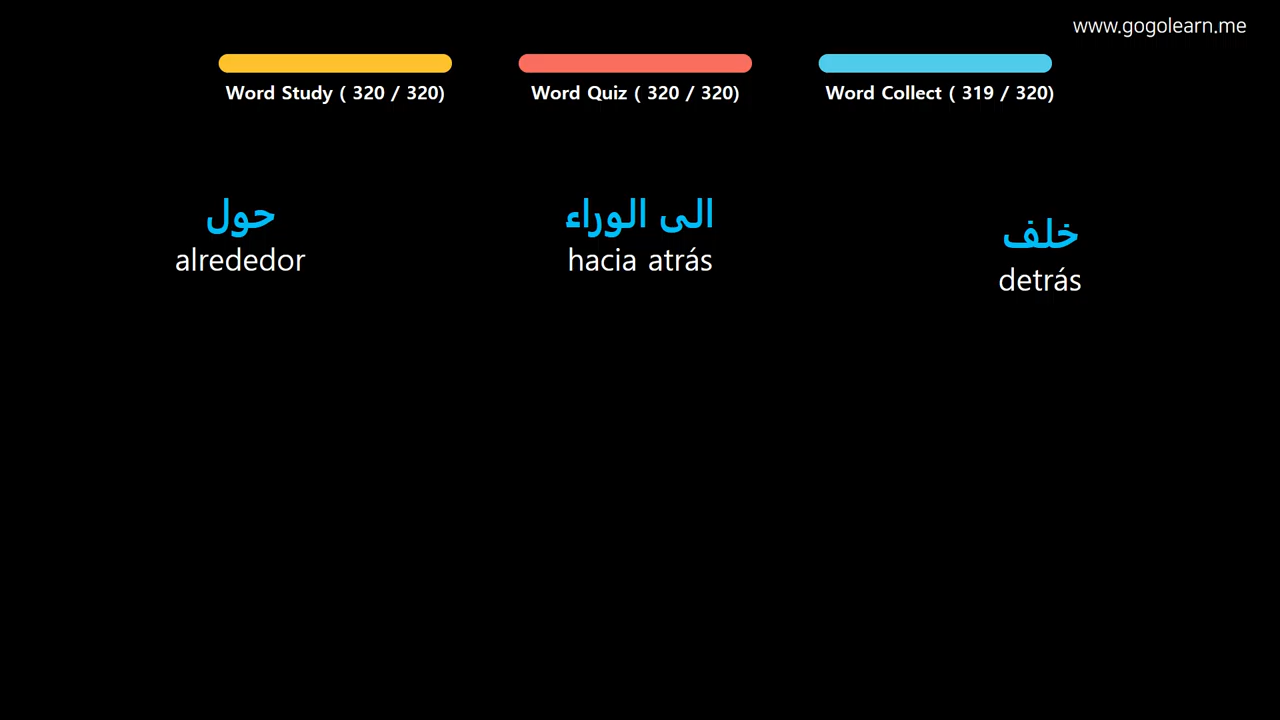 www.gogolearn.me
Word Study ( 320 / 320)
Word Quiz ( 320 / 320)
Word Collect ( 319 / 320)
حول
alrededor
الى الوراء
hacia atrás
خلف
detrás